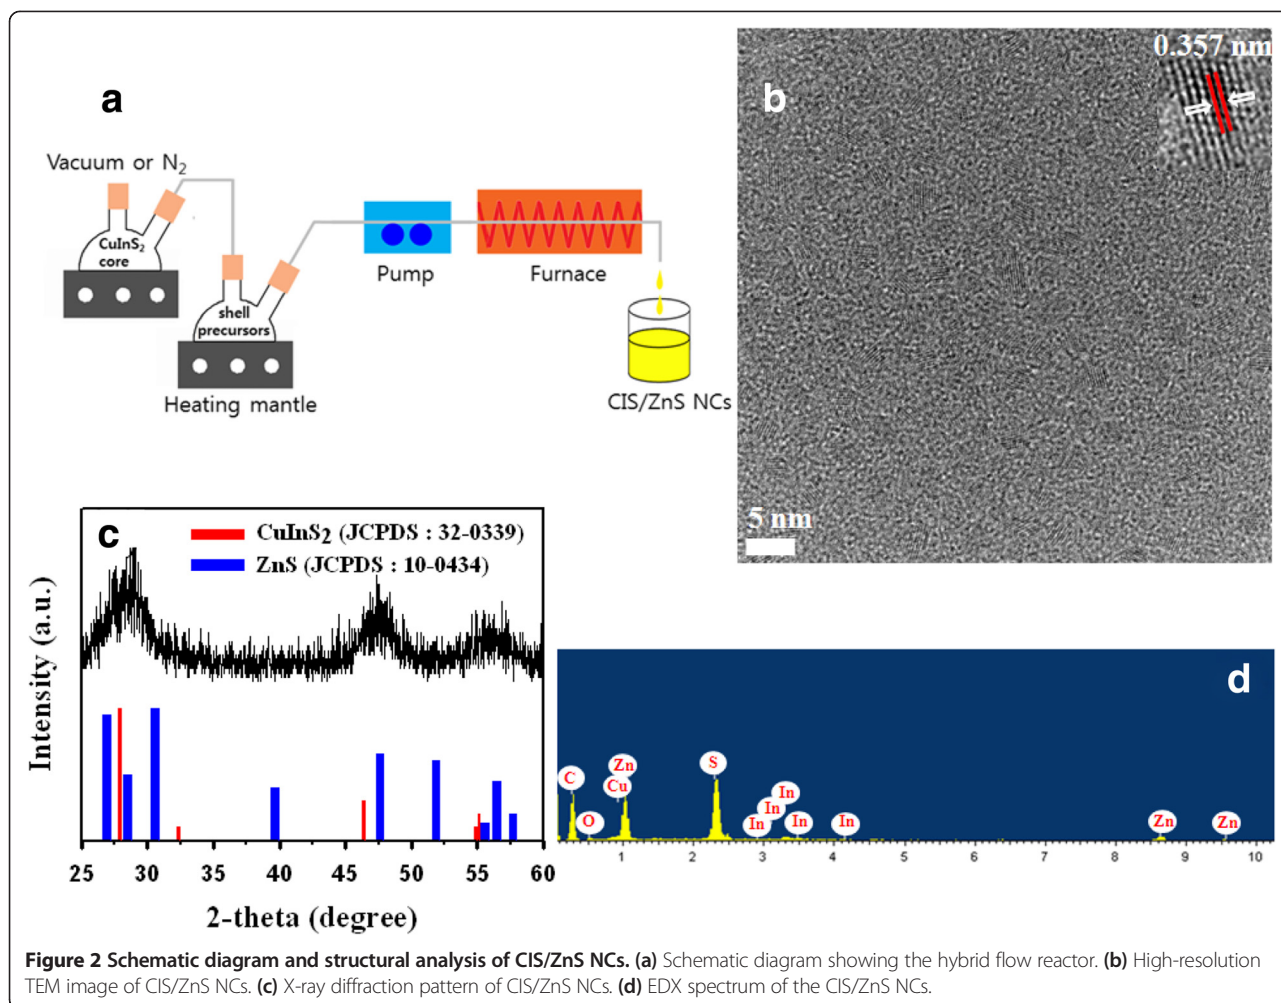 a
Vacuum or N2
CuInS2
core
shell
precursors
Heating mantle
Pump
Furnace
CIS/ZnS NCs
b
0.357 nm
5 nm
c
CuInS2 (JCPDS : 32-0339)
ZnS (JCPDS : 10-0434)
Intensity (a.u.)
25 30 35 40 45 50 55 60
2-theta (degree)
d
C
O
Cu
Zn
S
In
In
In
In
In
Zn
Zn
1 2 3 4 5 6 7 8 9 10
Figure 2 Schematic diagram and structural analysis of CIS/ZnS NCs. (a) Schematic diagram showing the hybrid flow reactor. (b) High-resolution
TEM image of CIS/ZnS NCs. (c) X-ray diffraction pattern of CIS/ZnS NCs. (d) EDX spectrum of the CIS/ZnS NCs.